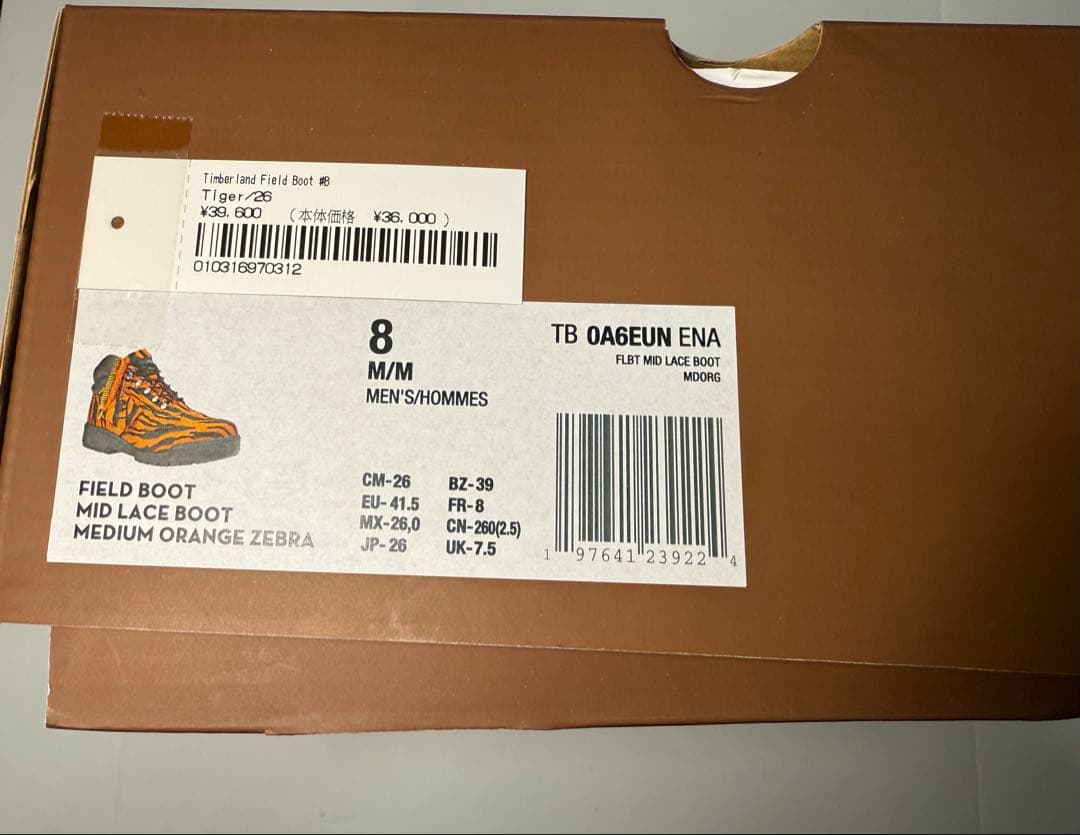 Timberland Field Boot #8
Tiger/26
¥39,600 (本体価格 ¥36,000)
010316970312
8
M/M
MEN'S/HOMMES
TB 0A6EUN ENA
FLBT MID LACE BOOT
MDORG
FIELD BOOT
MID LACE BOOT
MEDIUM ORANGE ZEBRA
CM-26 BZ-39
EU-41.5 FR-8
MX-26,0 CN-260(2.5)
JP-26 UK-7.5
1 97641 23922 4